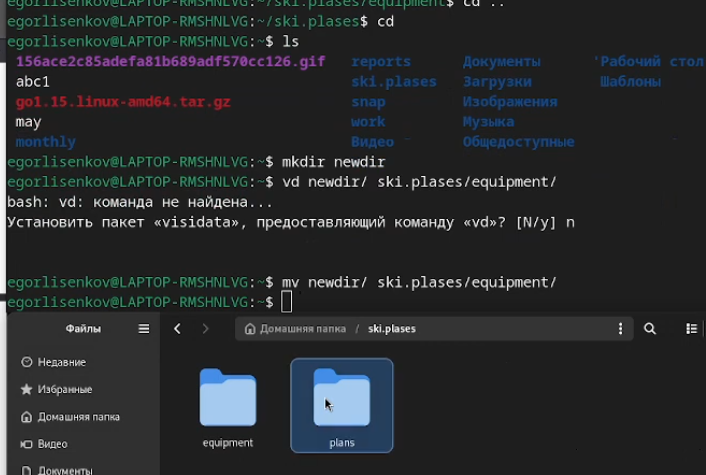 egorlisenkov@LAPTOP-RMSHNLVG:~/ski.plases/equipment$ cd ..
egorlisenkov@LAPTOP-RMSHNLVG:~/ski.plases$ cd
egorlisenkov@LAPTOP-RMSHNLVG:~$ ls
156ace2c85adefa81b689adf570cc126.gif reports Документы 'Рабочий стол
abc1 ski.plases Загрузки Шаблоны
go1.15.linux-amd64.tar.gz snap Изображения
may work Музыка
monthly Видео Общедоступные
egorlisenkov@LAPTOP-RMSHNLVG:~$ mkdir newdir
egorlisenkov@LAPTOP-RMSHNLVG:~$ vd newdir/ ski.plases/equipment/
bash: vd: команда не найдена...
Установить пакет «visidata», предоставляющий команду «vd»? [N/y] n
egorlisenkov@LAPTOP-RMSHNLVG:~$ mv newdir/ ski.plases/equipment/
egorlisenkov@LAPTOP-RMSHNLVG:~$
Файлы Домашняя папка / ski.plases
Недавние
Избранные
Домашняя папка
Видео
Документы
equipment plans